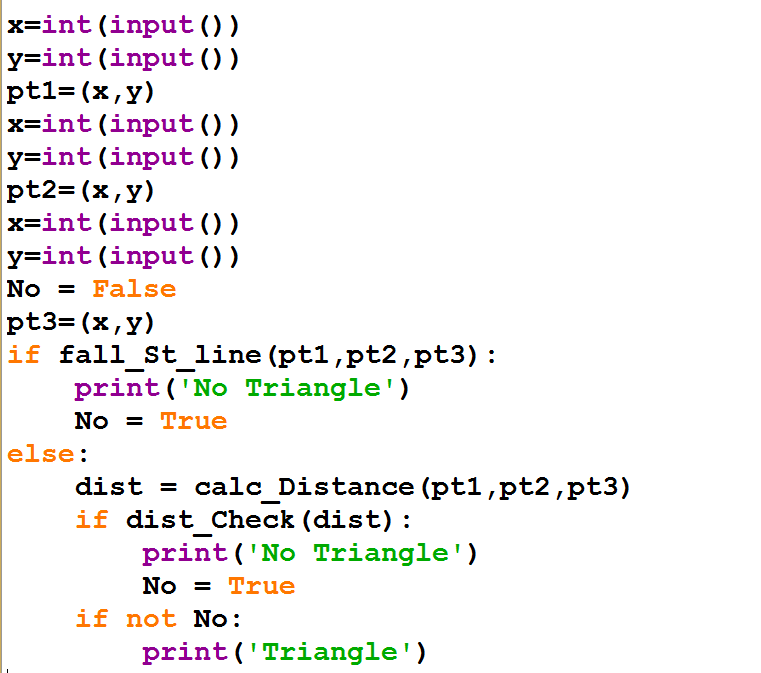 x=int(input())
y=int(input())
pt1=(x,y)
x=int(input())
y=int(input())
pt2=(x,y)
x=int(input())
y=int(input())
No = False
pt3=(x,y)
if fall_St_line(pt1,pt2,pt3):
    print('No Triangle')
    No = True
else:
    dist = calc_Distance(pt1,pt2,pt3)
    if dist_Check(dist):
        print('No Triangle')
        No = True
    if not No:
        print('Triangle')